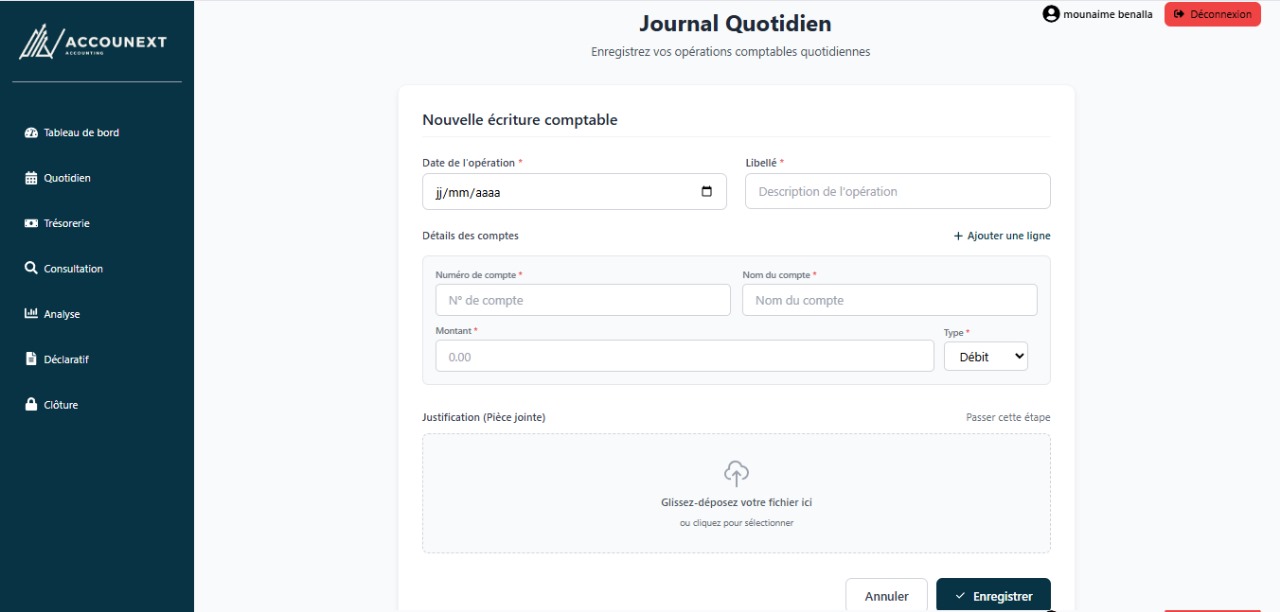 ACCOUNEXT
ACCOUNTING
Tableau de bord
Quotidien
Trésorerie
Consultation
Analyse
Déclaratif
Clôture
mounaime benalla
Déconnexion
Journal Quotidien
Enregistrez vos opérations comptables quotidiennes
Nouvelle écriture comptable
Date de l'opération * Libellé *
jj/mm/aaaa Description de l'opération
Détails des comptes + Ajouter une ligne
Numéro de compte * Nom du compte *
N° de compte Nom du compte
Montant * Type *
0.00 Débit
Justification (Pièce jointe) Passer cette étape
Glissez-déposez votre fichier ici
ou cliquez pour sélectionner
Annuler Enregistrer